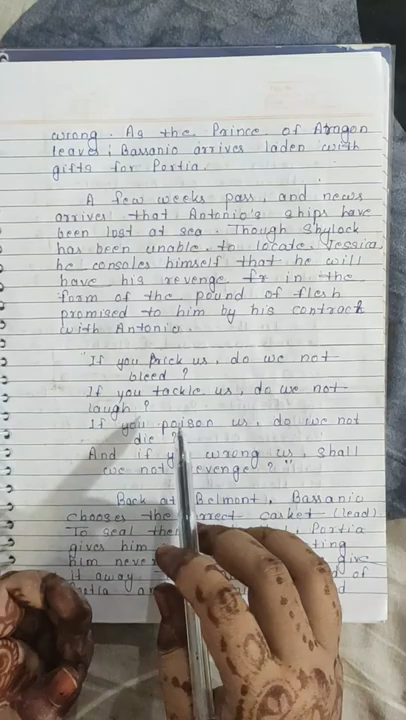 wrong. As the Prince of Atragon
leaves, Bassanio arrives laden with
gifts for Portia.
A few weeks pass, and news
arrives that Antonio's ships have
been lost at sea. Though Shylock
has been unable to locate Jessica,
he consoles himself that he will
have his revenge fr in the
form of the pound of flesh
promised to him by his contract
with Antonio.
"If you prick us, do we not
bleed ?
If you tackle us, do we not
laugh ?
If you poison us, do we not
die ?
And if wrong us, shall
we not revenge ? "
Back at Belmont, Bassanio
chooses the casket (lead).
To seal Portia
gives him
him give
it away of